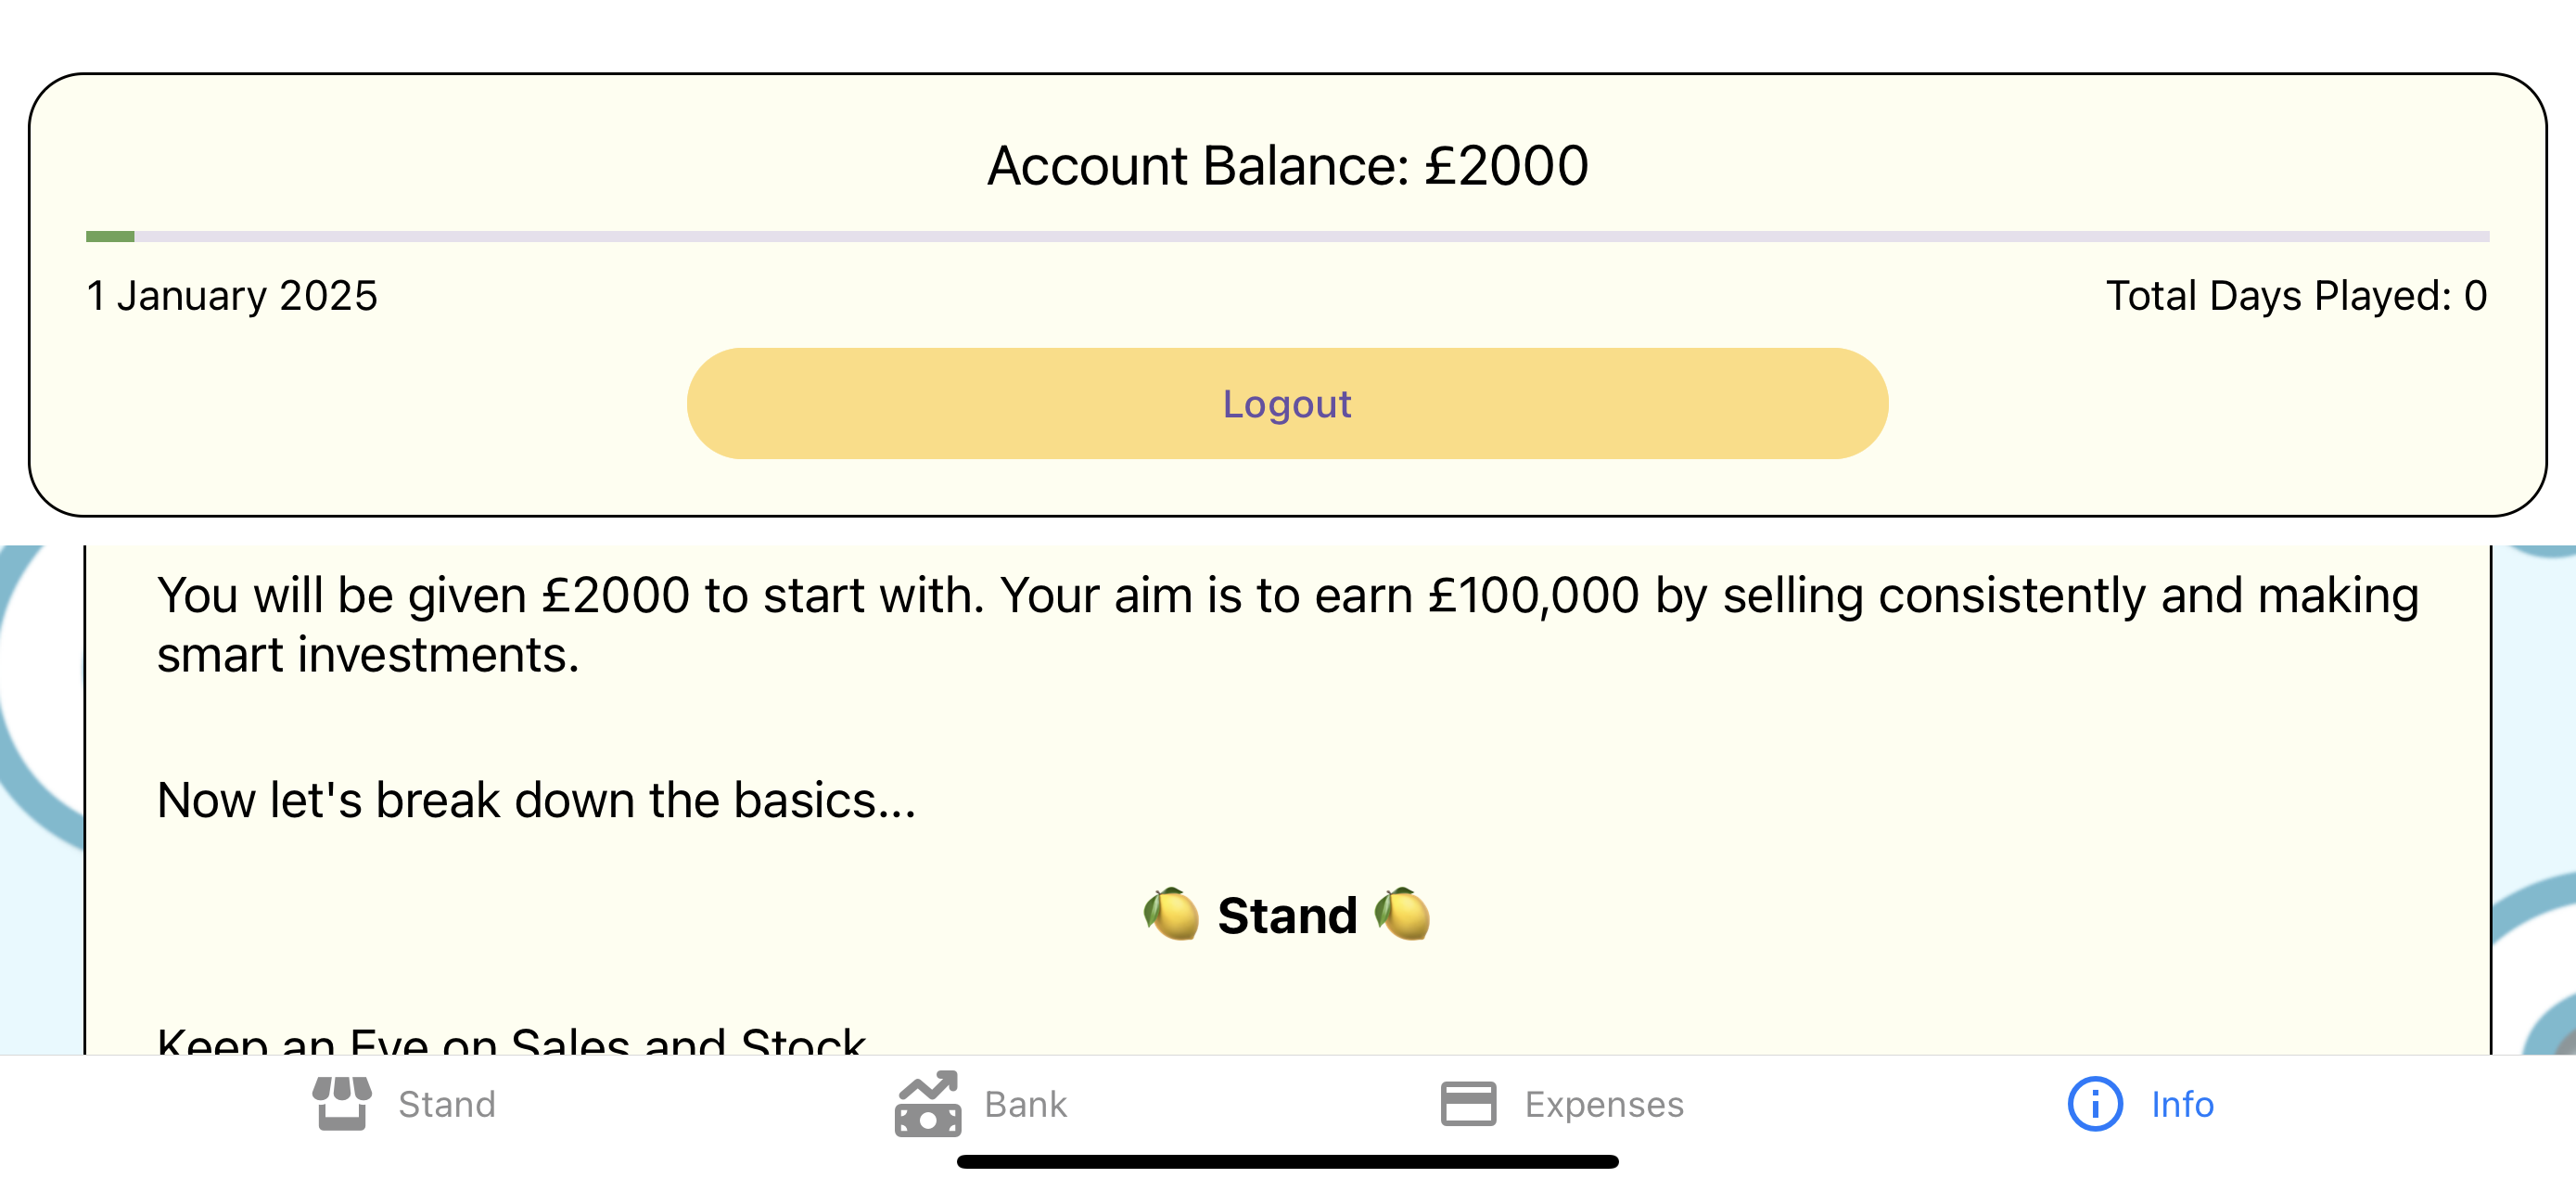 Account Balance: £2000
1 January 2025
Total Days Played: 0
Logout
You will be given £2000 to start with. Your aim is to earn £100,000 by selling consistently and making
smart investments.
Now let's break down the basics...
🍋 Stand 🍋
Keep an Eye on Sales and Stock
Stand
Bank
Expenses
Info